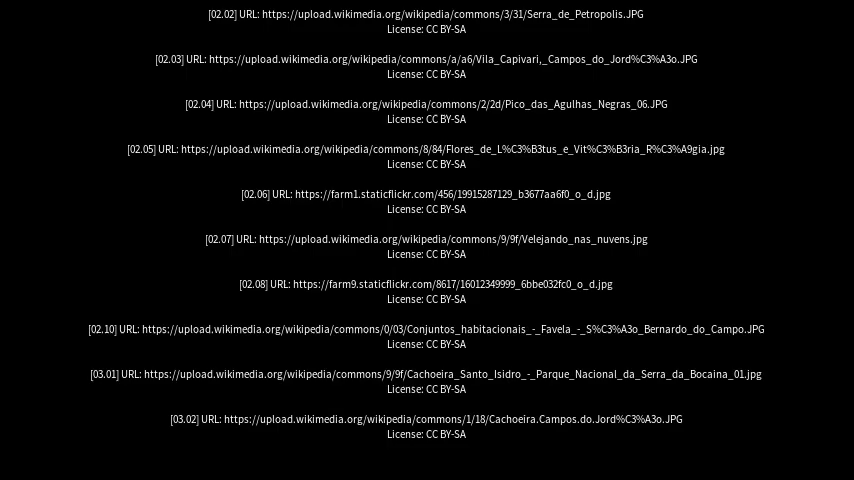 [02.02] URL: https://upload.wikimedia.org/wikipedia/commons/3/31/Serra_de_Petropolis.JPG
License: CC BY-SA
[02.03] URL: https://upload.wikimedia.org/wikipedia/commons/a/a6/Vila_Capivari,_Campos_do_Jord%C3%A3o.JPG
License: CC BY-SA
[02.04] URL: https://upload.wikimedia.org/wikipedia/commons/2/2d/Pico_das_Agulhas_Negras_06.JPG
License: CC BY-SA
[02.05] URL: https://upload.wikimedia.org/wikipedia/commons/8/84/Flores_de_L%C3%B3tus_e_Vit%C3%B3ria_R%C3%A9gia.jpg
License: CC BY-SA
[02.06] URL: https://farm1.staticflickr.com/456/19915287129_b3677aa6f0_o_d.jpg
License: CC BY-SA
[02.07] URL: https://upload.wikimedia.org/wikipedia/commons/9/9f/Velejando_nas_nuvens.jpg
License: CC BY-SA
[02.08] URL: https://farm9.staticflickr.com/8617/16012349999_6bbe032fc0_o_d.jpg
License: CC BY-SA
[02.10] URL: https://upload.wikimedia.org/wikipedia/commons/0/03/Conjuntos_habitacionais_-_Favela_-_S%C3%A3o_Bernardo_do_Campo.JPG
License: CC BY-SA
[03.01] URL: https://upload.wikimedia.org/wikipedia/commons/9/9f/Cachoeira_Santo_Isidro_-_Parque_Nacional_da_Serra_da_Bocaina_01.jpg
License: CC BY-SA
[03.02] URL: https://upload.wikimedia.org/wikipedia/commons/1/18/Cachoeira.Campos.do.Jord%C3%A3o.JPG
License: CC BY-SA